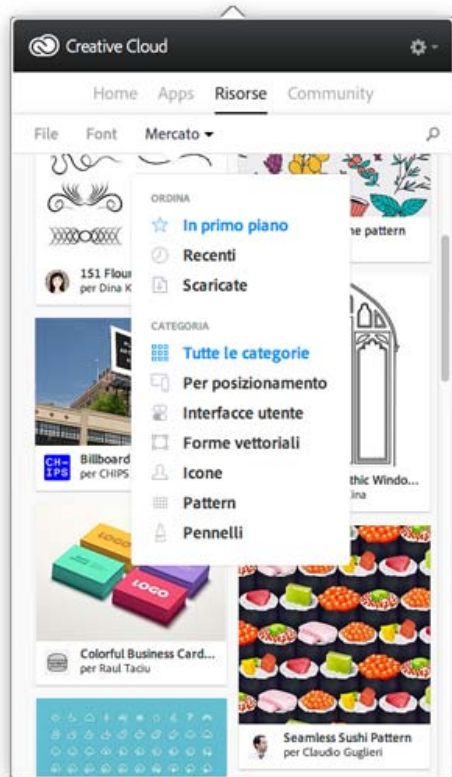 Creative Cloud
Home Apps Risorse Community
File Font Mercato
ORDINA
In primo piano
Recenti
Scaricate
CATEGORIA
Tutte le categorie
Per posizionamento
Interfacce utente
Forme vettoriali
Icone
Pattern
Pennelli
pattern
151 Flour
per Dina K
Billboard
CH-
IPS
per CHIPS
thic Windo...
ina
LOGO
LOGO
Colorful Business Card...
per Raul Taciu
Seamless Sushi Pattern
per Claudio Guglieri